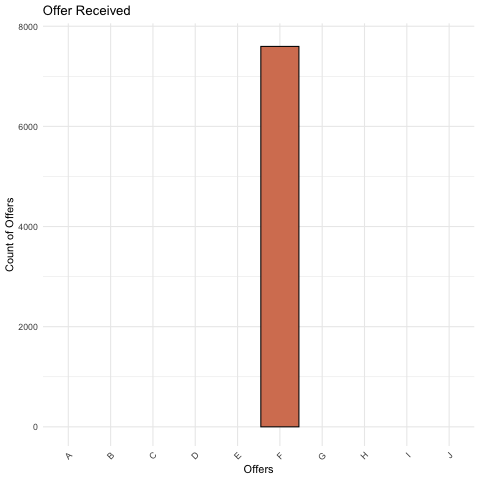 Offer Received
8000
6000
4000
2000
0
Count of Offers
A B C D E F G H I J
Offers